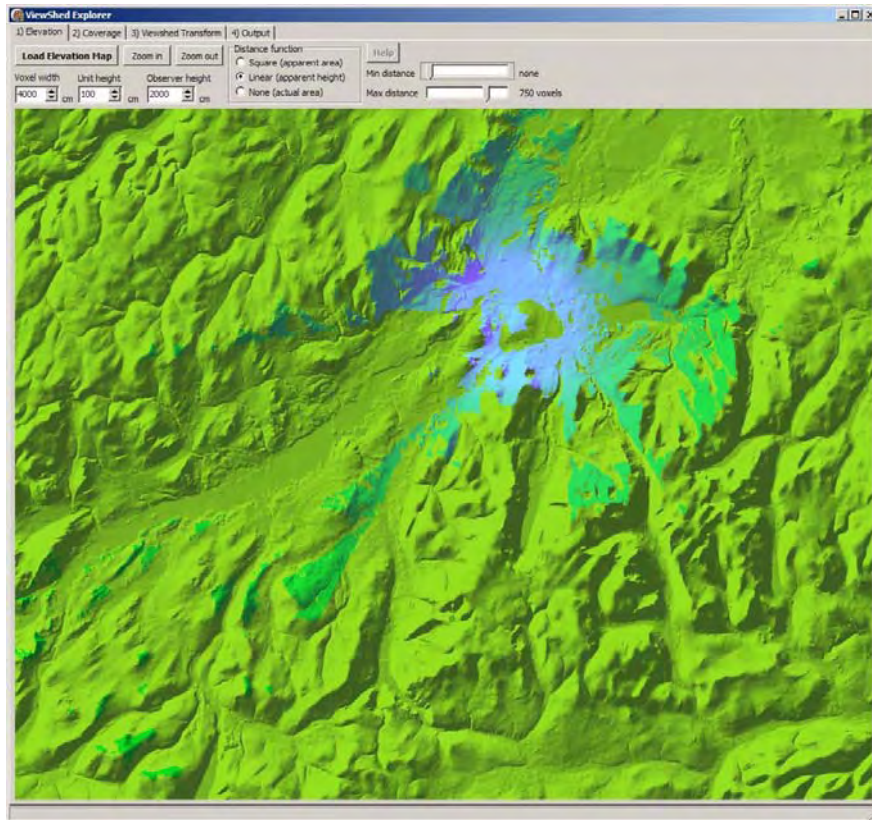 ViewShed Explorer
1) Elevation 2) Coverage 3) Viewshed Transform 4) Output
Load Elevation Map Zoom in Zoom out
Voxel width Unit height Observer height
4000 cm 100 cm 2000 cm
Distance function
Square (apparent area)
Linear (apparent height)
None (actual area)
Help
Min distance none
Max distance 750 voxels